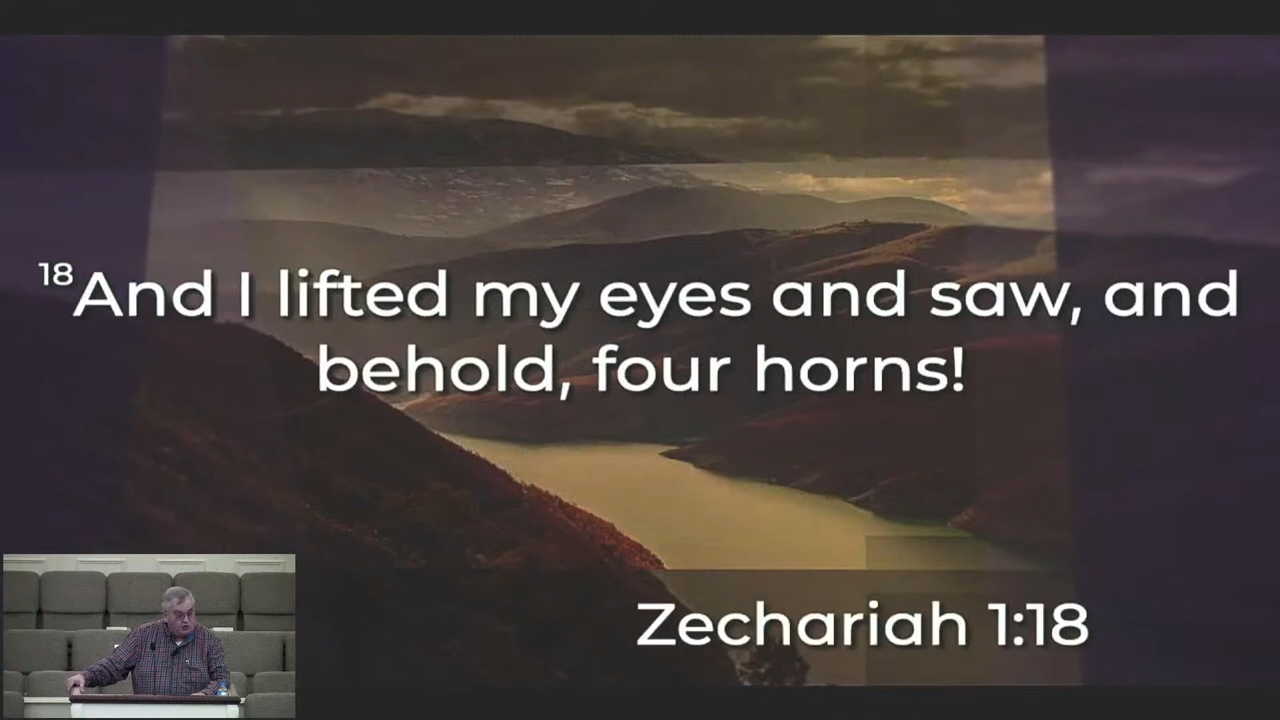 18And I lifted my eyes and saw, and
behold, four horns!
Zechariah 1:18